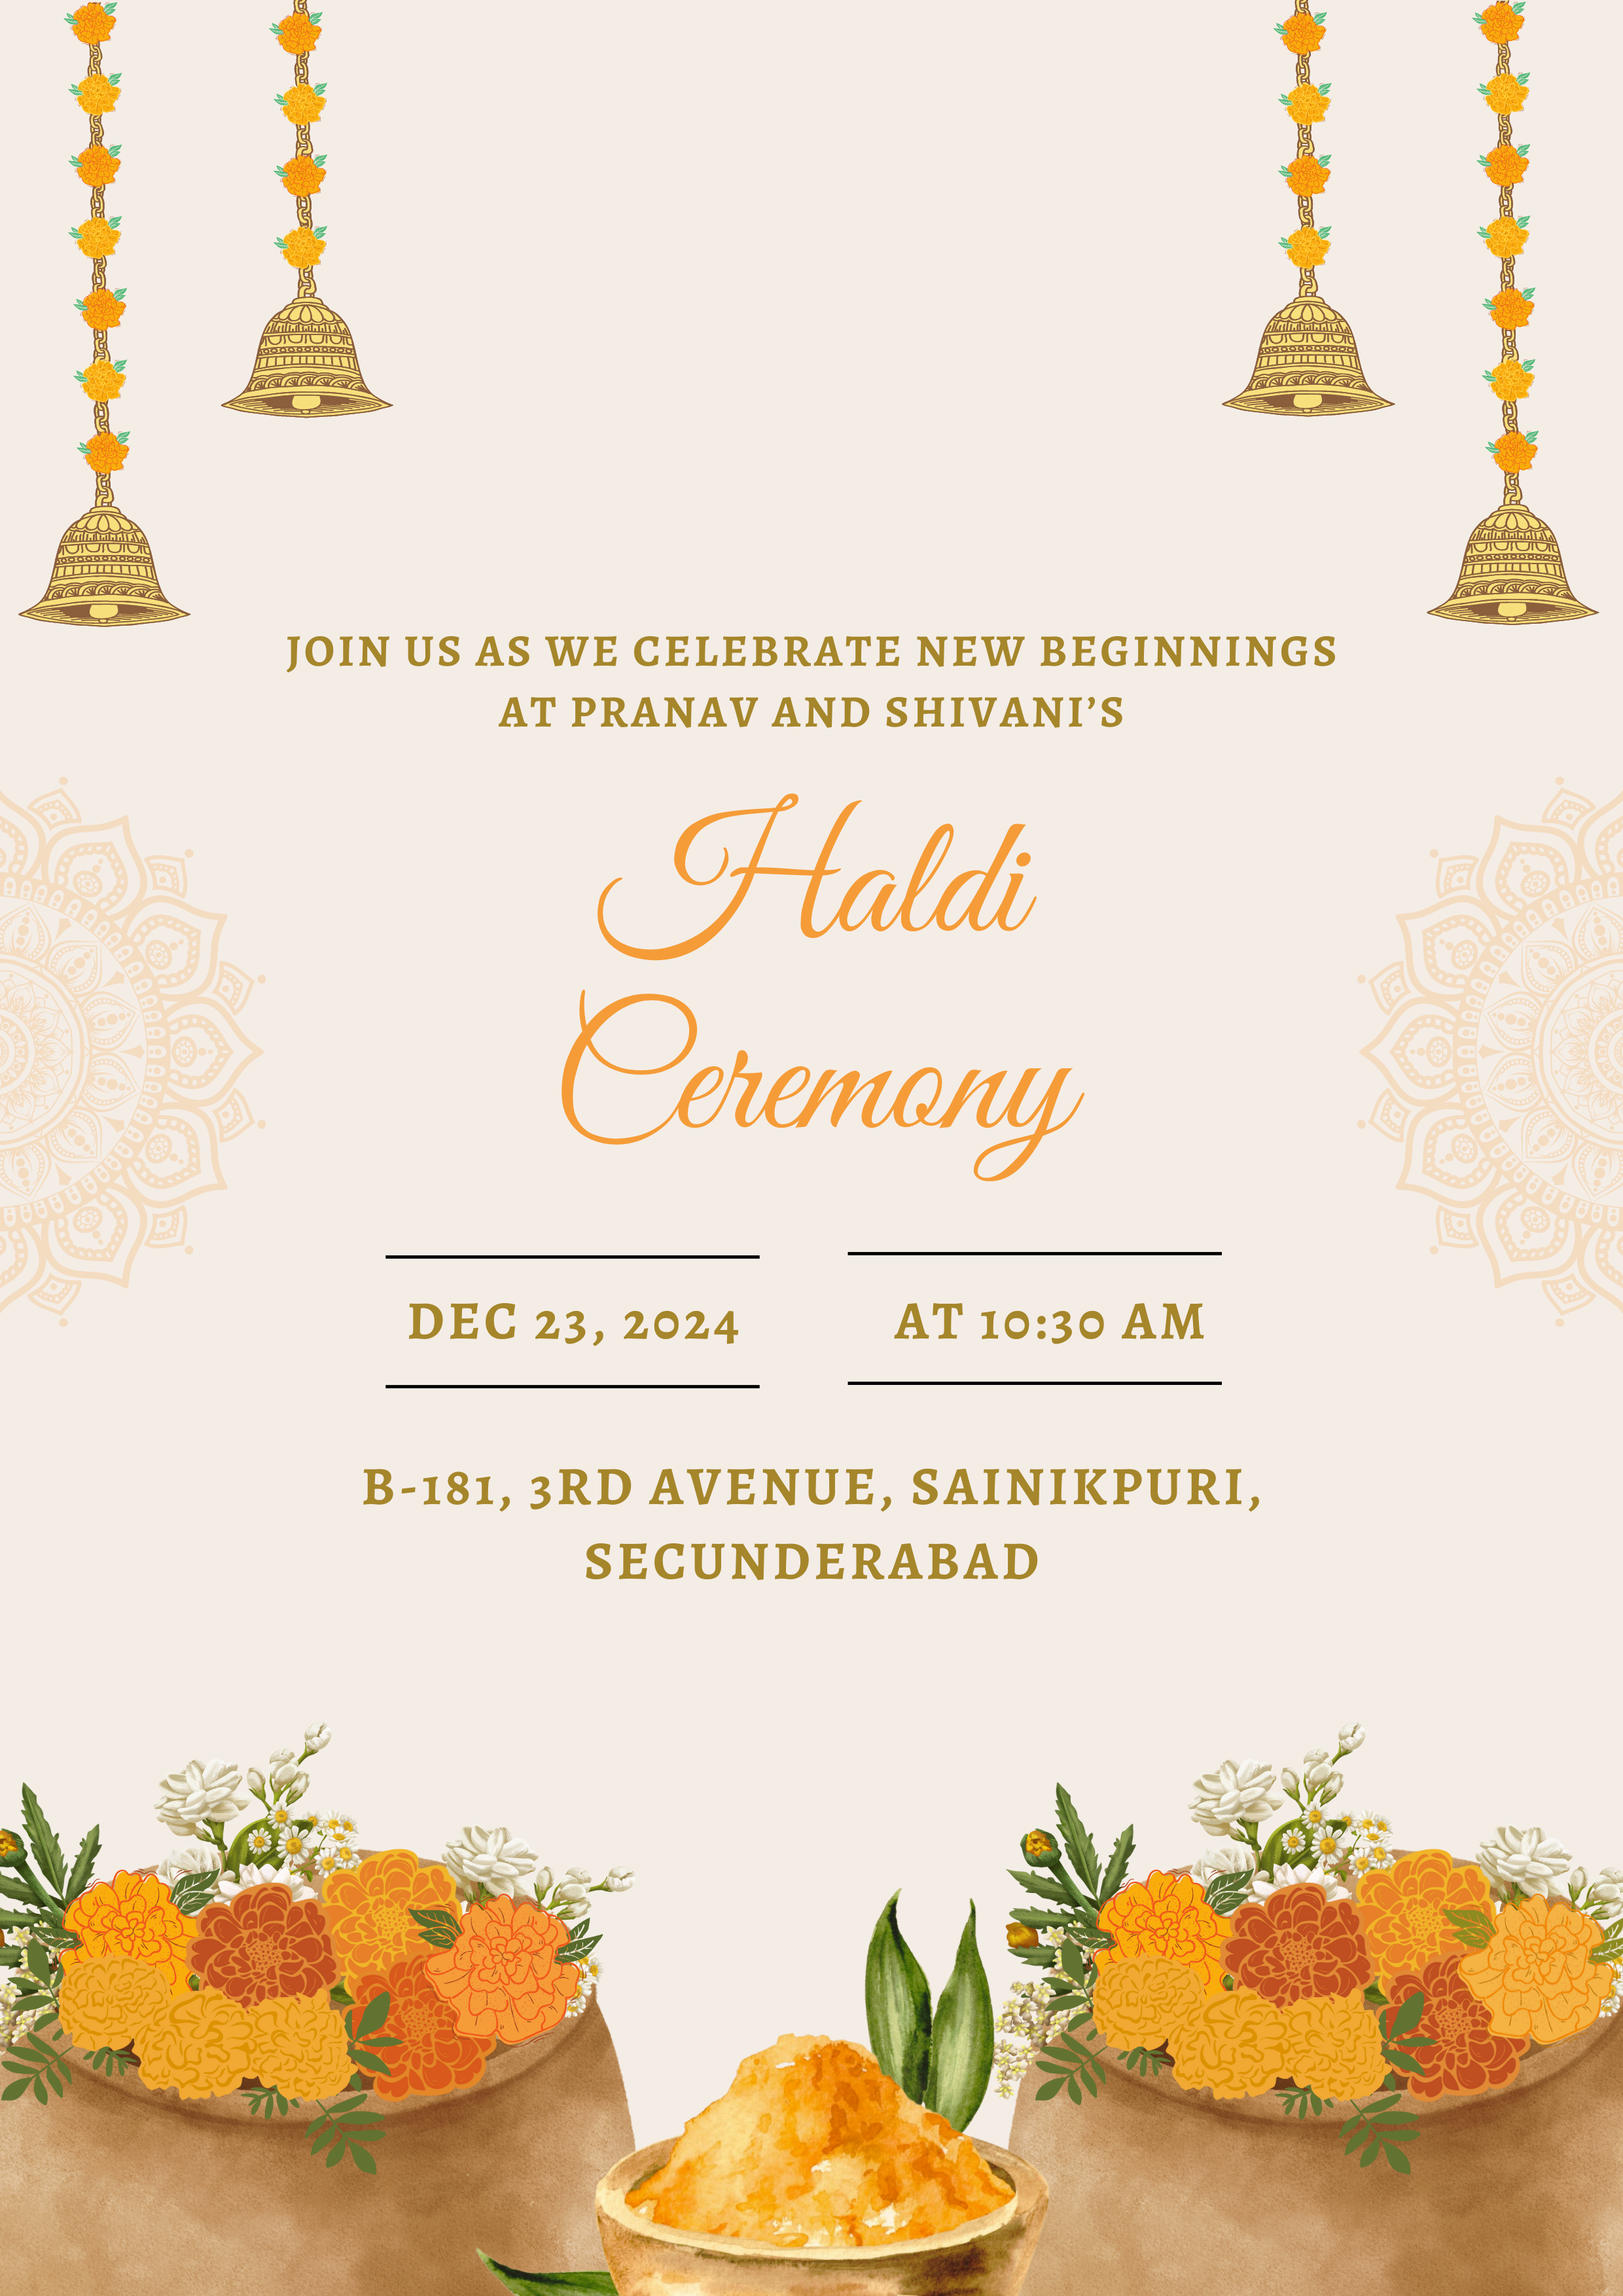 JOIN US AS WE CELEBRATE NEW BEGINNINGS
AT PRANAV AND SHIVANI’S
Haldi
Ceremony
DEC 23, 2024
AT 10:30 AM
B-181, 3RD AVENUE, SAINIKPURI,
SECUNDERABAD